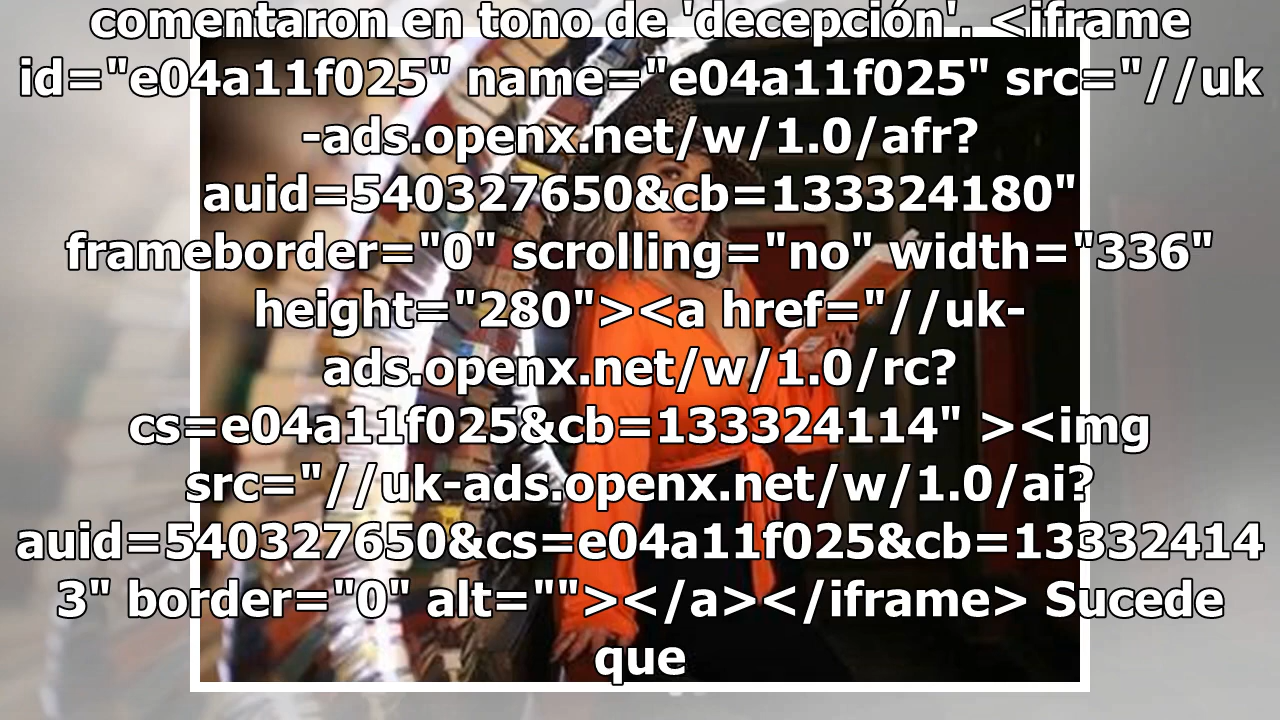 comentaron en tono de 'decepción'. <iframe
id="e04a11f025" name="e04a11f025" src="//uk
-ads.openx.net/w/1.0/afr?
auid=540327650&cb=133324180"
frameborder="0" scrolling="no" width="336"
height="280"><a href="//uk-
ads.openx.net/w/1.0/rc?
cs=e04a11f025&cb=133324114" ><img
src="//uk-ads.openx.net/w/1.0/ai?
auid=540327650&cs=e04a11f025&cb=13332414
3" border="0" alt=""></a></iframe> Sucede
que